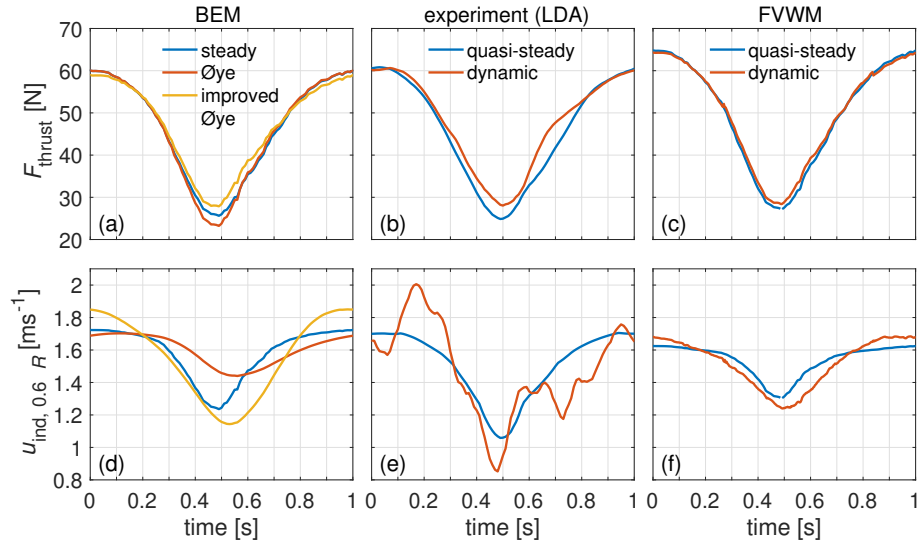 BEM
experiment (LDA)
FVWM
F_thrust [N]
70
60
50
40
30
20
steady
Øye
improved
Øye
(a)
quasi-steady
dynamic
(b)
quasi-steady
dynamic
(c)
u_ind, 0.6 R [ms^-1]
2
1.8
1.6
1.4
1.2
1
0.8
(d)
(e)
(f)
0 0.2 0.4 0.6 0.8 1
0 0.2 0.4 0.6 0.8 1
0 0.2 0.4 0.6 0.8 1
time [s]
time [s]
time [s]